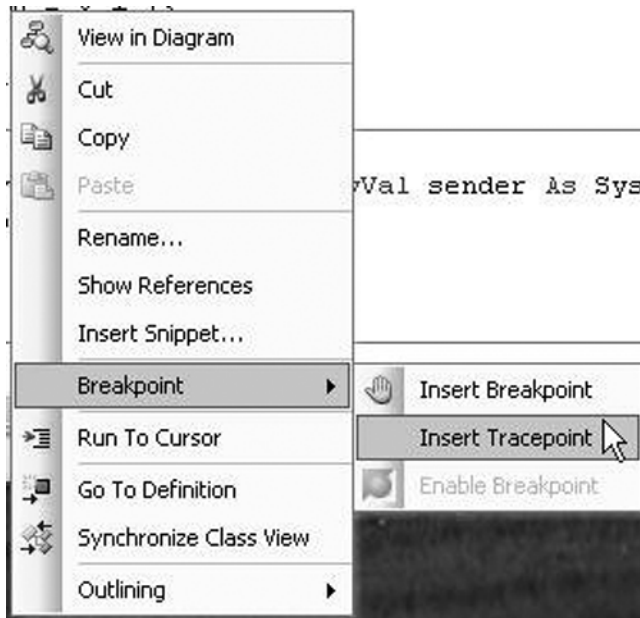 View in Diagram
Cut
Copy
Paste
Val sender As Sys
Rename...
Show References
Insert Snippet...
Breakpoint
Insert Breakpoint
Run To Cursor
Insert Tracepoint
Go To Definition
Enable Breakpoint
Synchronize Class View
Outlining